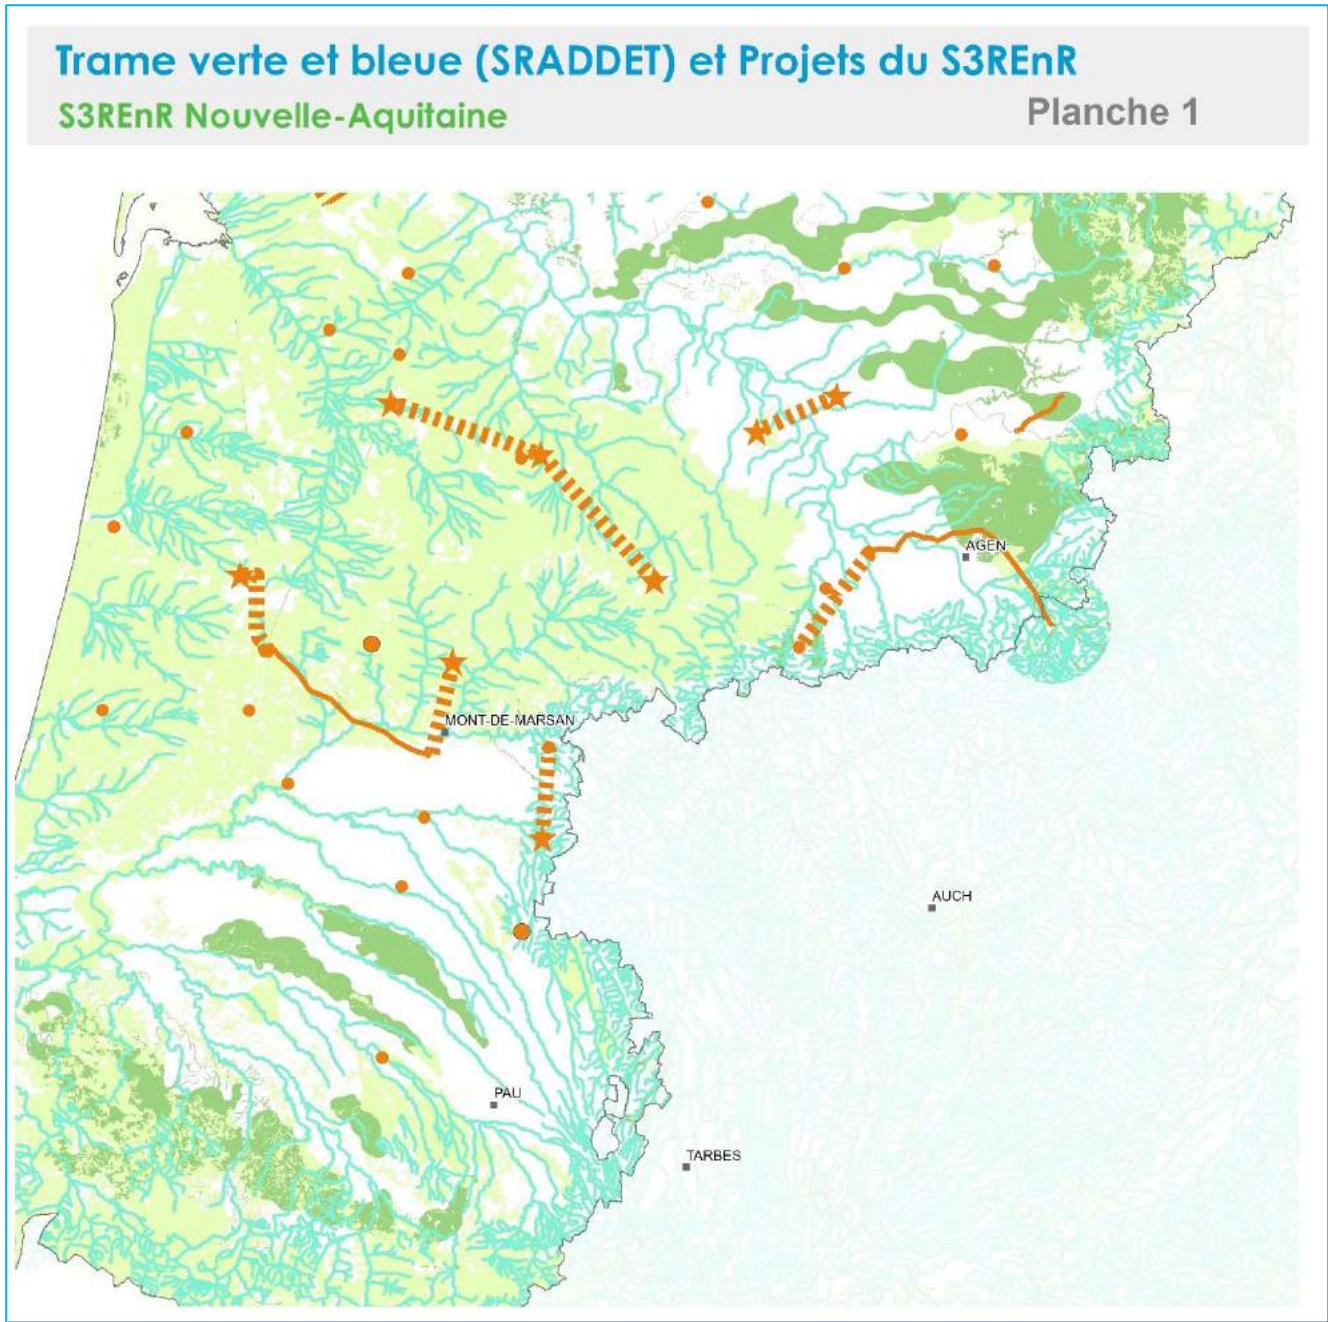 Trame verte et bleue (SRADDET) et Projets du S3REnR
S3REnR Nouvelle-Aquitaine
Planche 1
AGEN
MONT-DE-MARSAN
AUCH
PAU
TARBES